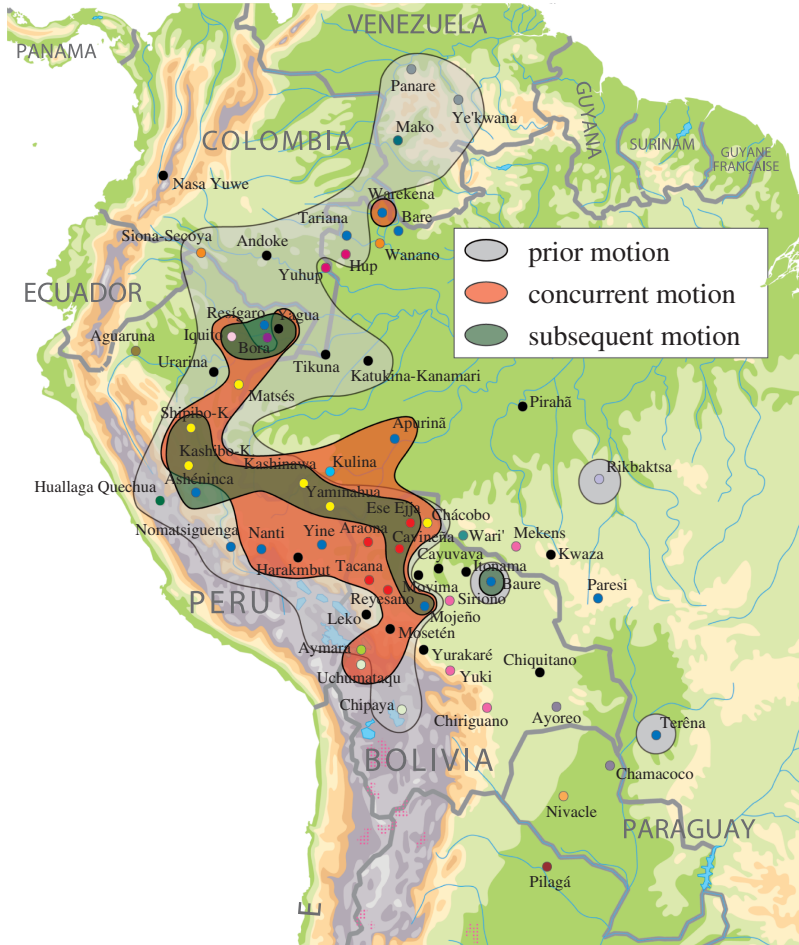 VENEZUELA
PANAMA
Panare
Ye'kwana
GUYANA
COLOMBIA
Mako
SURINAM
GUYANE
FRANÇAISE
Nasa Yuwe
Warekena
Tariana
Bare
Siona-Secoya
Andoke
Wanano
Hup
Yuhup
prior motion
concurrent motion
subsequent motion
ECUADOR
Resígaro
Yagua
Aguaruna
Iquito
Bora
Urarina
Tikuna
Katukina-Kanamari
Matsés
Shipibo-K.
Apurinã
Pirahã
Kashibo-K.
Kashinawa
Kulina
Rikbaktsa
Ashéninca
Huallaga Quechua
Yaminahua
Ese Ejja
Chácobo
Nomatsiguenga
Nanti
Yine
Araona
Cavineña
Wari'
Mekens
Kwaza
Harakmbut
Cayuvava
Itonama
Tacana
Movima
Baure
Paresi
PERU
Reyesano
Siriono
Leko
Mojeño
Mosetén
Aymara
Yurakaré
Chiquitano
Uchumataqu
Yuki
Chipaya
Chiriguano
Ayoreo
Terêna
BOLIVIA
Chamacoco
Nivacle
PARAGUAY
Pilagá
E